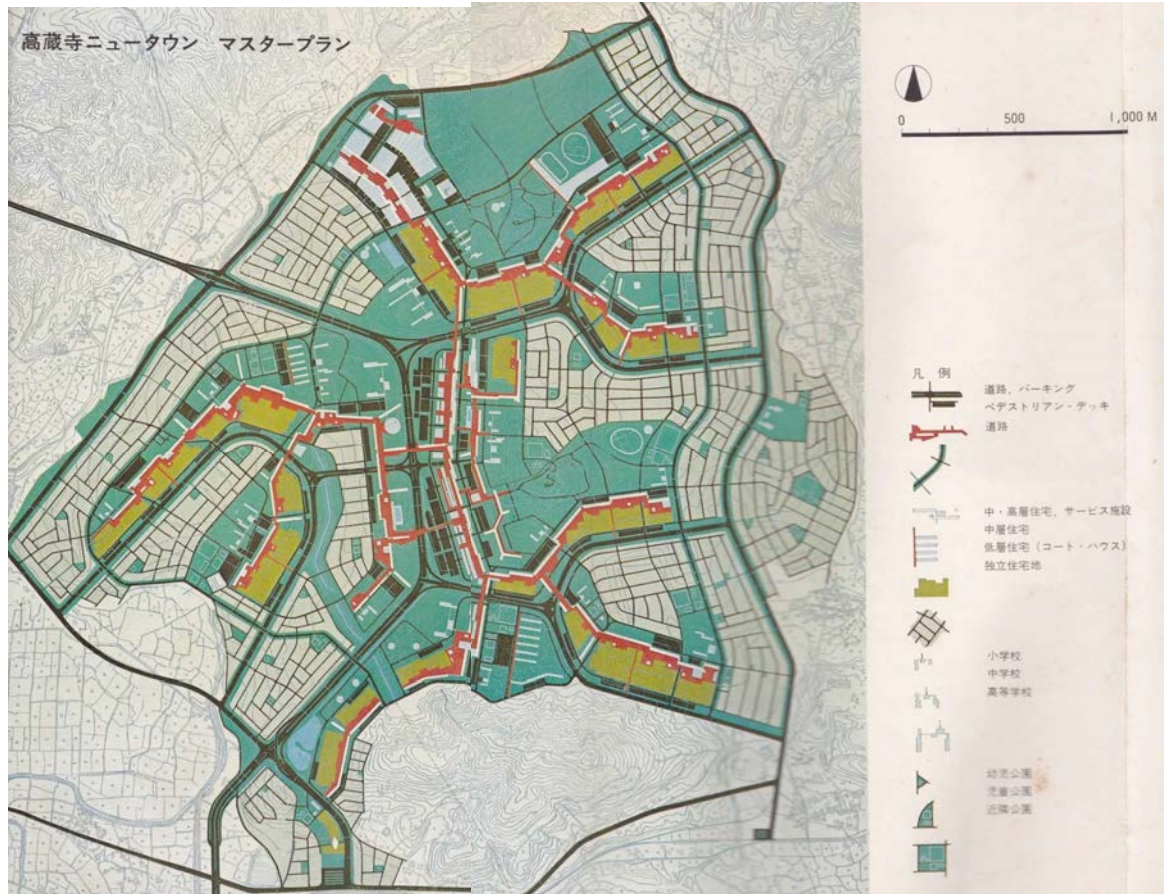 高蔵寺ニュータウン マスタープラン
0 500 1,000 M
凡例
道路，パーキング
ペデストリアン・デッキ
道路
中・高層住宅，サービス施設
中層住宅
低層住宅（コート・ハウス）
独立住宅地
小学校
中学校
高等学校
幼児公園
児童公園
近隣公園